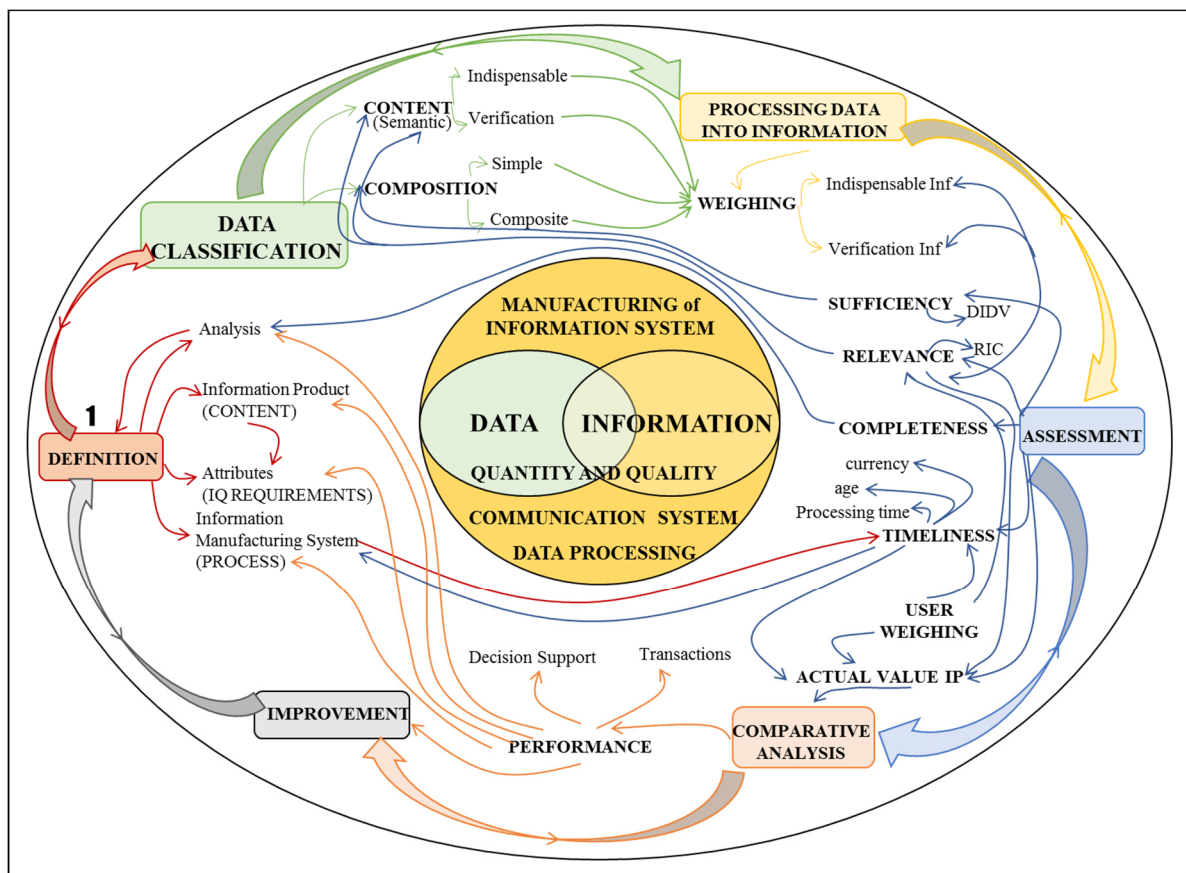 Indispensable
CONTENT
(Semantic)
Verification
Simple
COMPOSITION
Composite
PROCESSING DATA
INTO INFORMATION
WEIGHING
Indispensable Inf
Verification Inf
DATA
CLASSIFICATION
MANUFACTURING of
INFORMATION SYSTEM
DATA
INFORMATION
QUANTITY AND QUALITY
COMMUNICATION SYSTEM
DATA PROCESSING
SUFFICIENCY
DIDV
RELEVANCE
RIC
COMPLETENESS
ASSESSMENT
currency
age
Processing time
TIMELINESS
USER
WEIGHING
ACTUAL VALUE IP
Analysis
Information Product
(CONTENT)
1
DEFINITION
Attributes
(IQ REQUIREMENTS)
Information
Manufacturing System
(PROCESS)
Decision Support
Transactions
IMPROVEMENT
PERFORMANCE
COMPARATIVE
ANALYSIS